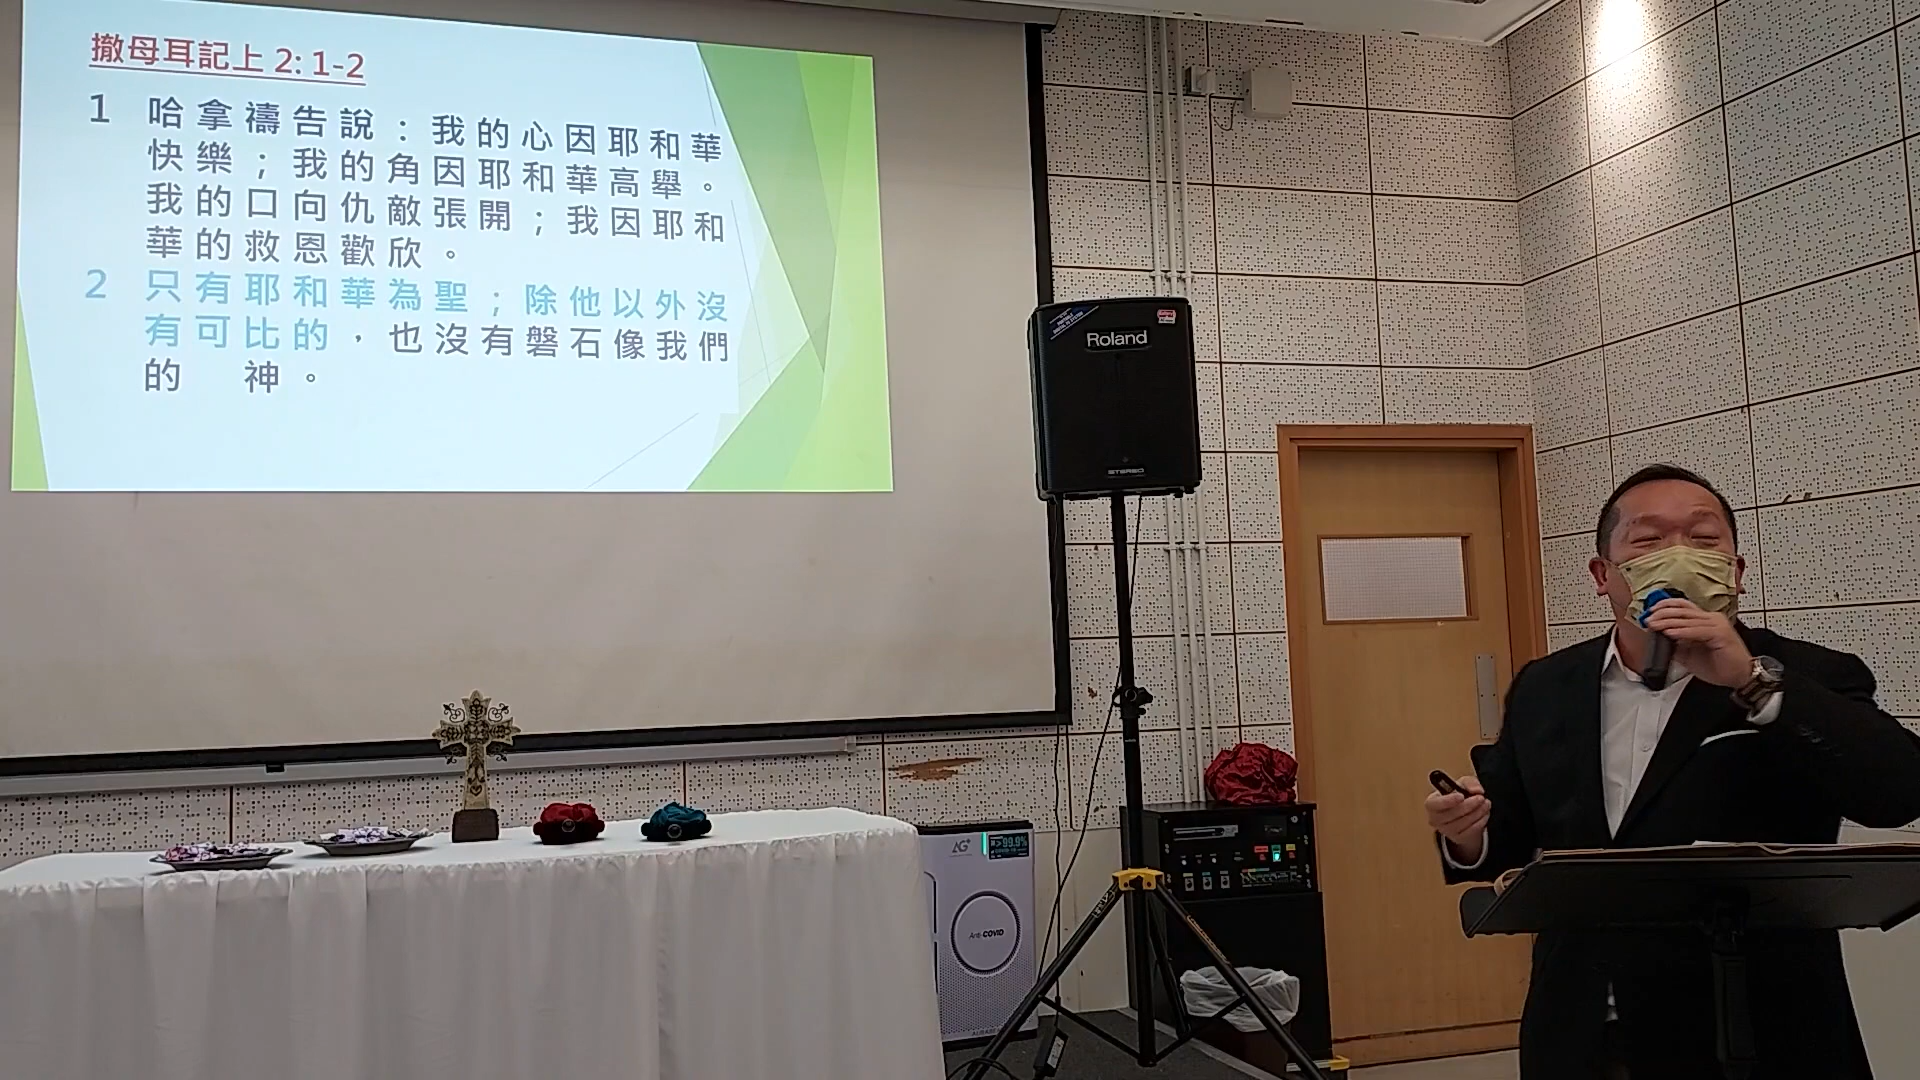 撒母耳記上 2: 1-2
1 哈拿禱告說：我的心因耶和華
快樂；我的角因耶和華高舉。
我的口向仇敵張開；我因耶和
華的救恩歡欣。
2 只有耶和華為聖；除他以外沒
有可比的，也沒有磐石像我們
的　神。
Roland
STEREO
AG+
>99.9%
Anti-COVID